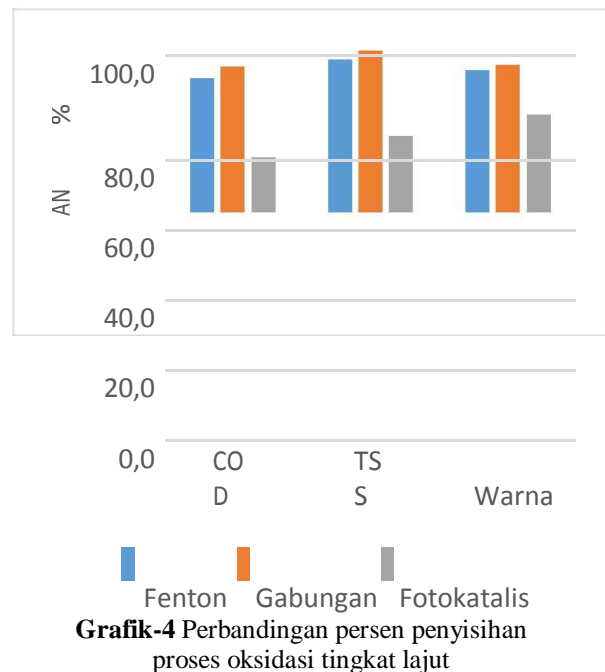 100,0
80,0
60,0
40,0
20,0
0,0
% AN
CO
D
TS
S
Warna
Fenton Gabungan Fotokatalis
Grafik-4 Perbandingan persen penyisihan
proses oksidasi tingkat lajut